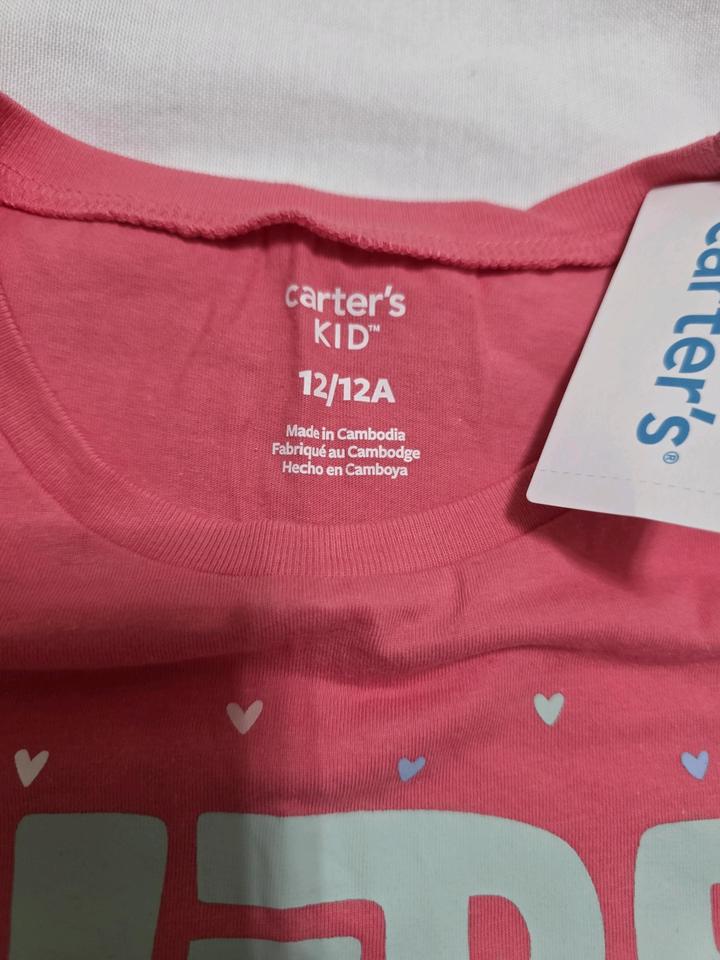 carter's
KID™
12/12A
Made in Cambodia
Fabriqué au Cambodge
Hecho en Camboya
carter's®